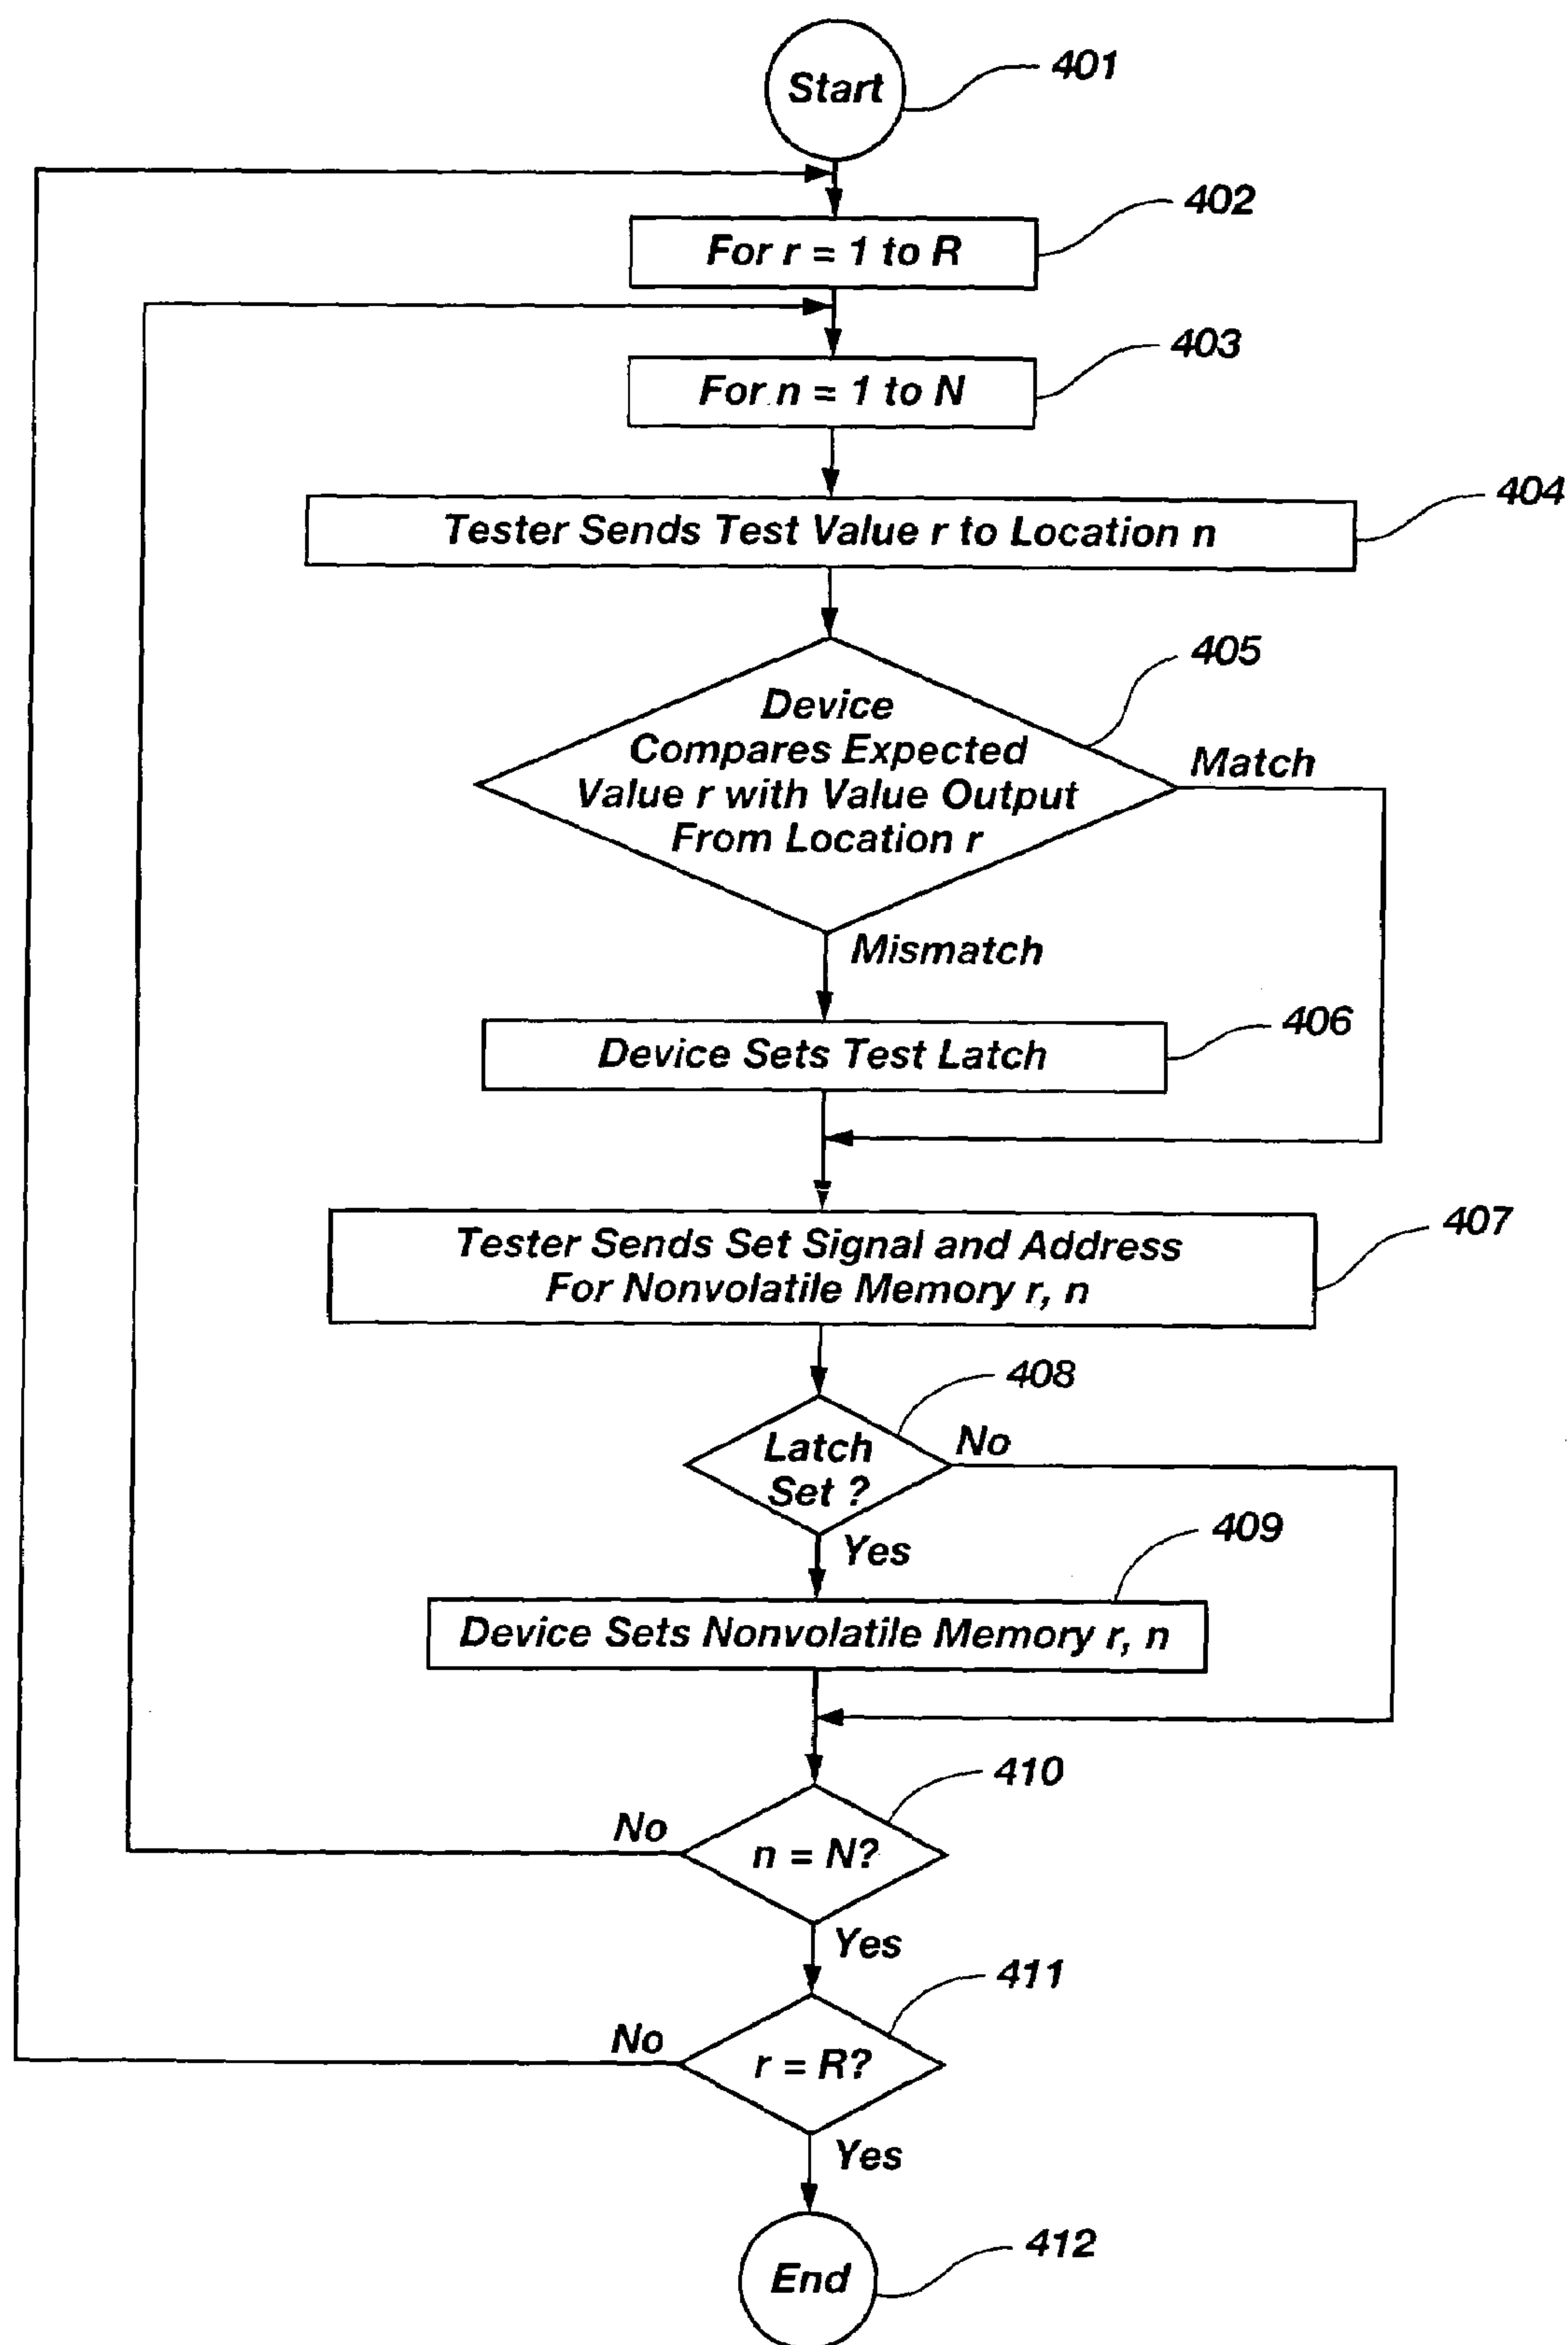 Start
401
402
For r = 1 to R
403
For n = 1 to N
404
Tester Sends Test Value r to Location n
405
Device
Compares Expected
Value r with Value Output
From Location r
Match
Mismatch
406
Device Sets Test Latch
407
Tester Sends Set Signal and Address
For Nonvolatile Memory r, n
408
Latch
Set ?
No
Yes
409
Device Sets Nonvolatile Memory r, n
410
No
n = N?
Yes
411
No
r = R?
Yes
412
End